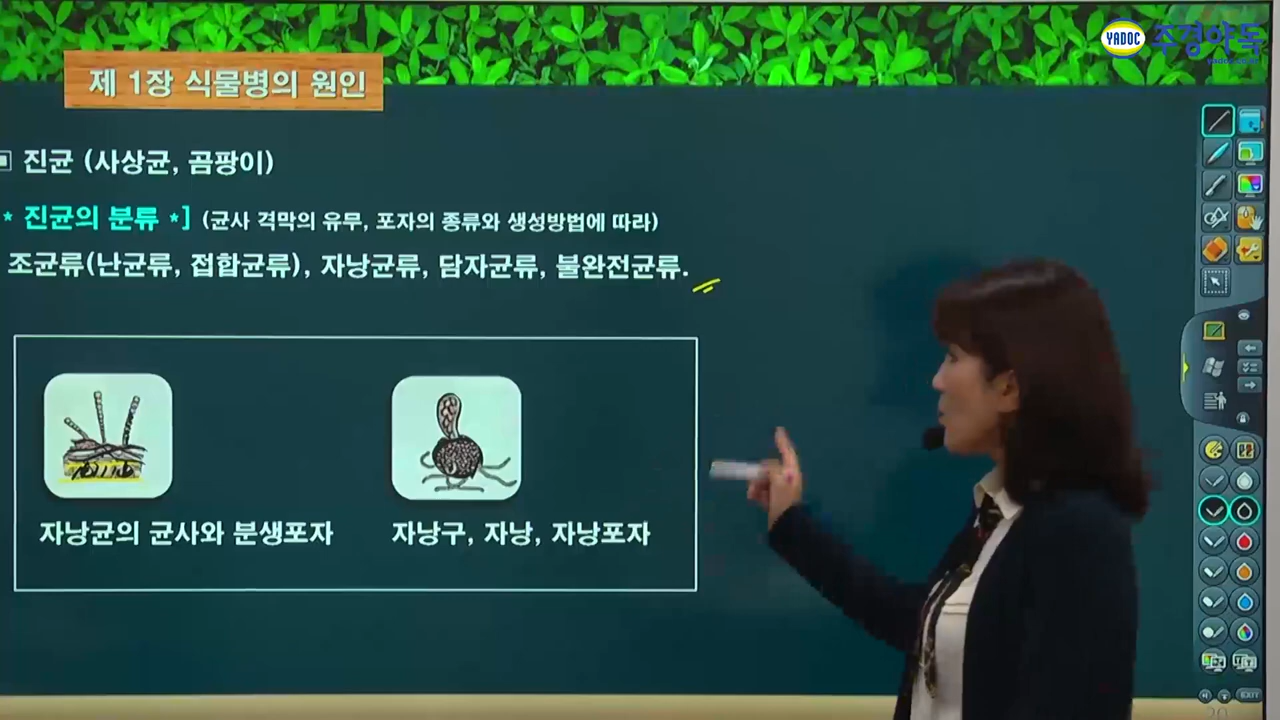 YADOC 주경야독
yadoc.co.kr
제 1장 식물병의 원인
▣ 진균 (사상균, 곰팡이)
* 진균의 분류 *] (균사 격막의 유무, 포자의 종류와 생성방법에 따라)
조균류(난균류, 접합균류), 자낭균류, 담자균류, 불완전균류.
자낭균의 균사와 분생포자
자낭구, 자낭, 자낭포자
EXIT